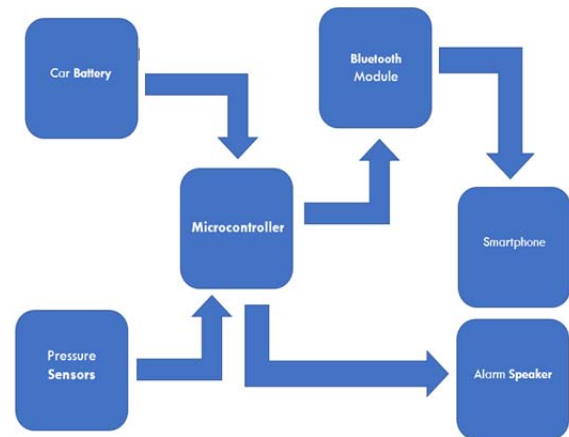 Car Battery
Bluetooth
Module
Microcontroller
Smartphone
Pressure
Sensors
Alarm Speaker